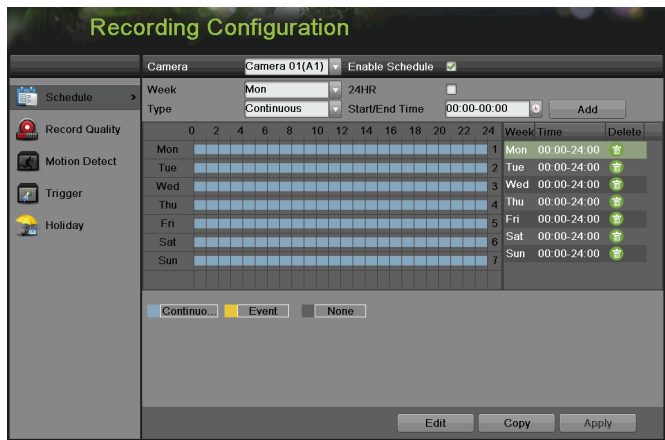 Recording Configuration
Camera Camera 01(A1) Enable Schedule
Schedule
Record Quality
Motion Detect
Trigger
Holiday
Week Mon 24HR
Type Continuous Start/End Time 00:00-00:00 Add
0 2 4 6 8 10 12 14 16 18 20 22 24
Mon 1
Tue 2
Wed 3
Thu 4
Fri 5
Sat 6
Sun 7
Week Time Delete
Mon 00:00-24:00
Tue 00:00-24:00
Wed 00:00-24:00
Thu 00:00-24:00
Fri 00:00-24:00
Sat 00:00-24:00
Sun 00:00-24:00
Continuo... Event None
Edit Copy Apply